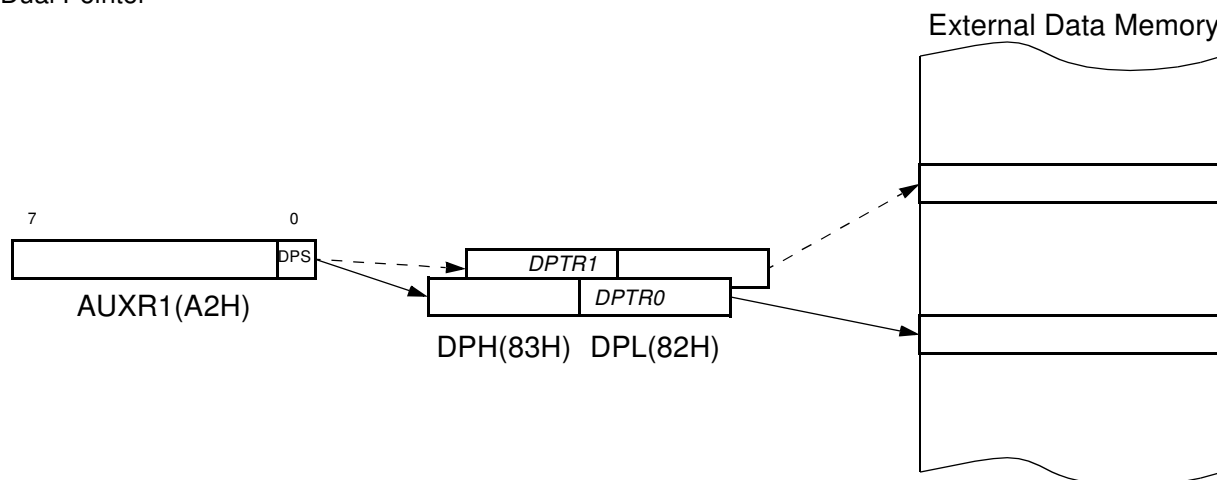 Dual Pointer
External Data Memory
7 0
DPS
DPTR1
DPTR0
AUXR1(A2H)
DPH(83H) DPL(82H)